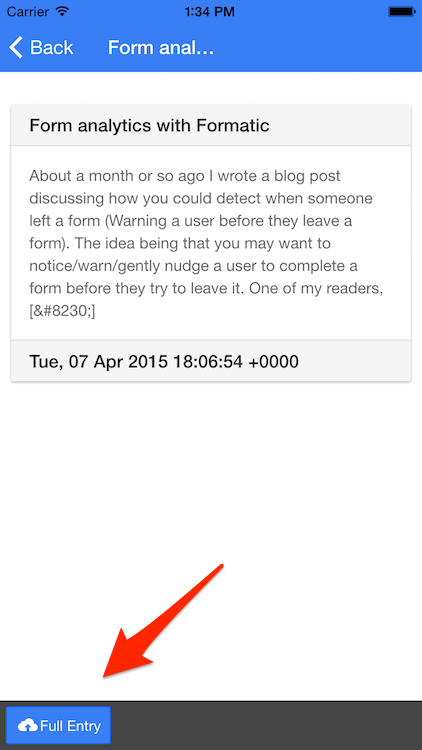 Carrier 1:34 PM
Back Form anal...
Form analytics with Formatic
About a month or so ago I wrote a blog post
discussing how you could detect when someone
left a form (Warning a user before they leave a
form). The idea being that you may want to
notice/warn/gently nudge a user to complete a
form before they try to leave it. One of my readers,
[&#8230;]
Tue, 07 Apr 2015 18:06:54 +0000
Full Entry